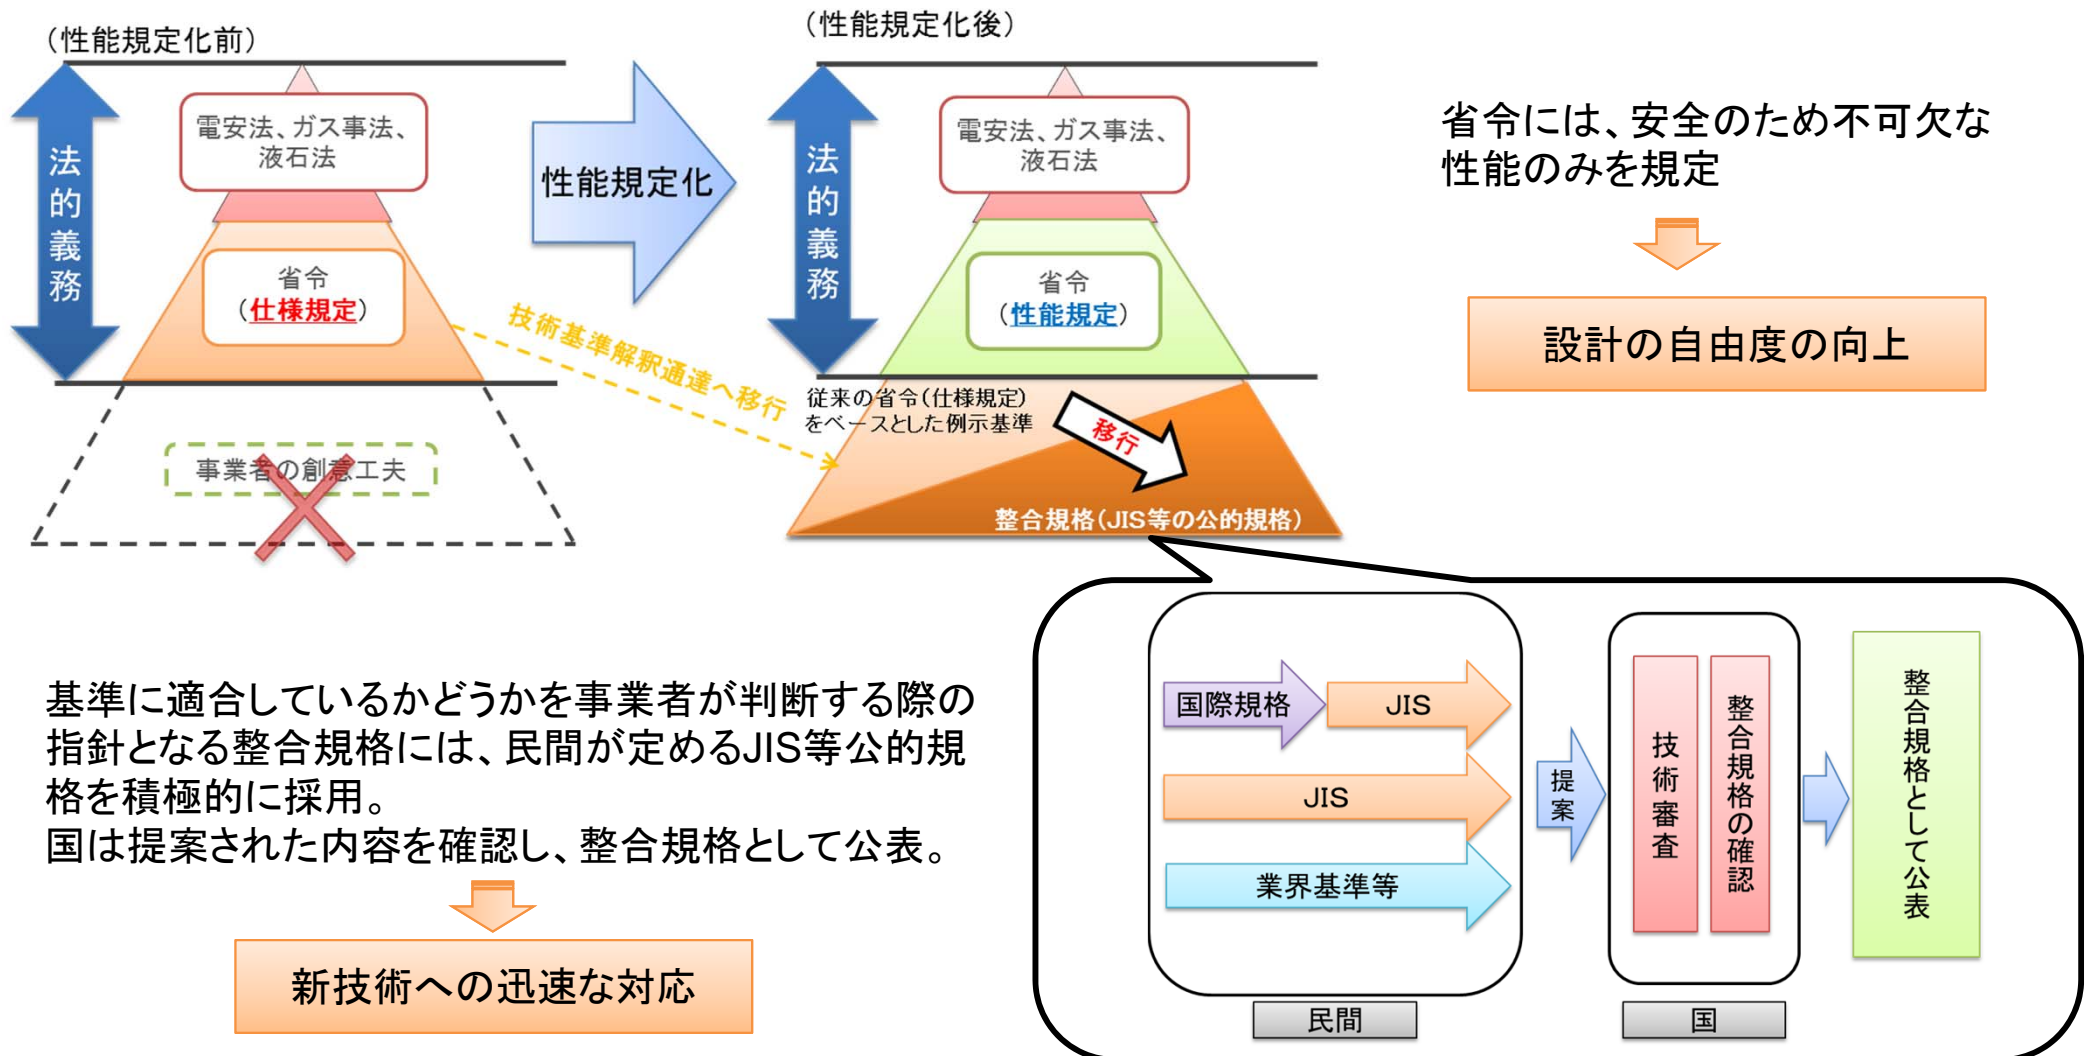 （性能規定化前）
法的義務
電安法、ガス事法、
液石法
省令
（仕様規定）
事業者の創意工夫
性能規定化
技術基準解釈通達へ移行
（性能規定化後）
法的義務
電安法、ガス事法、
液石法
省令
（性能規定）
従来の省令（仕様規定）
をベースとした例示基準
移行
整合規格（JIS等の公的規格）
省令には、安全のため不可欠な
性能のみを規定
設計の自由度の向上
基準に適合しているかどうかを事業者が判断する際の
指針となる整合規格には、民間が定めるJIS等公的規
格を積極的に採用。
国は提案された内容を確認し、整合規格として公表。
新技術への迅速な対応
国際規格
JIS
JIS
業界基準等
民間
提案
技術審査
整合規格の確認
国
整合規格として公表